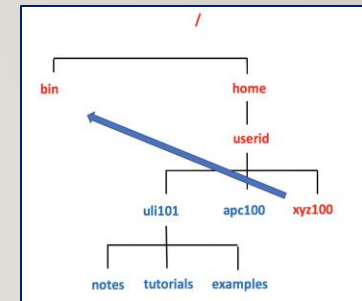 /
bin home
userid
uli101 apc100 xyz100
notes tutorials examples